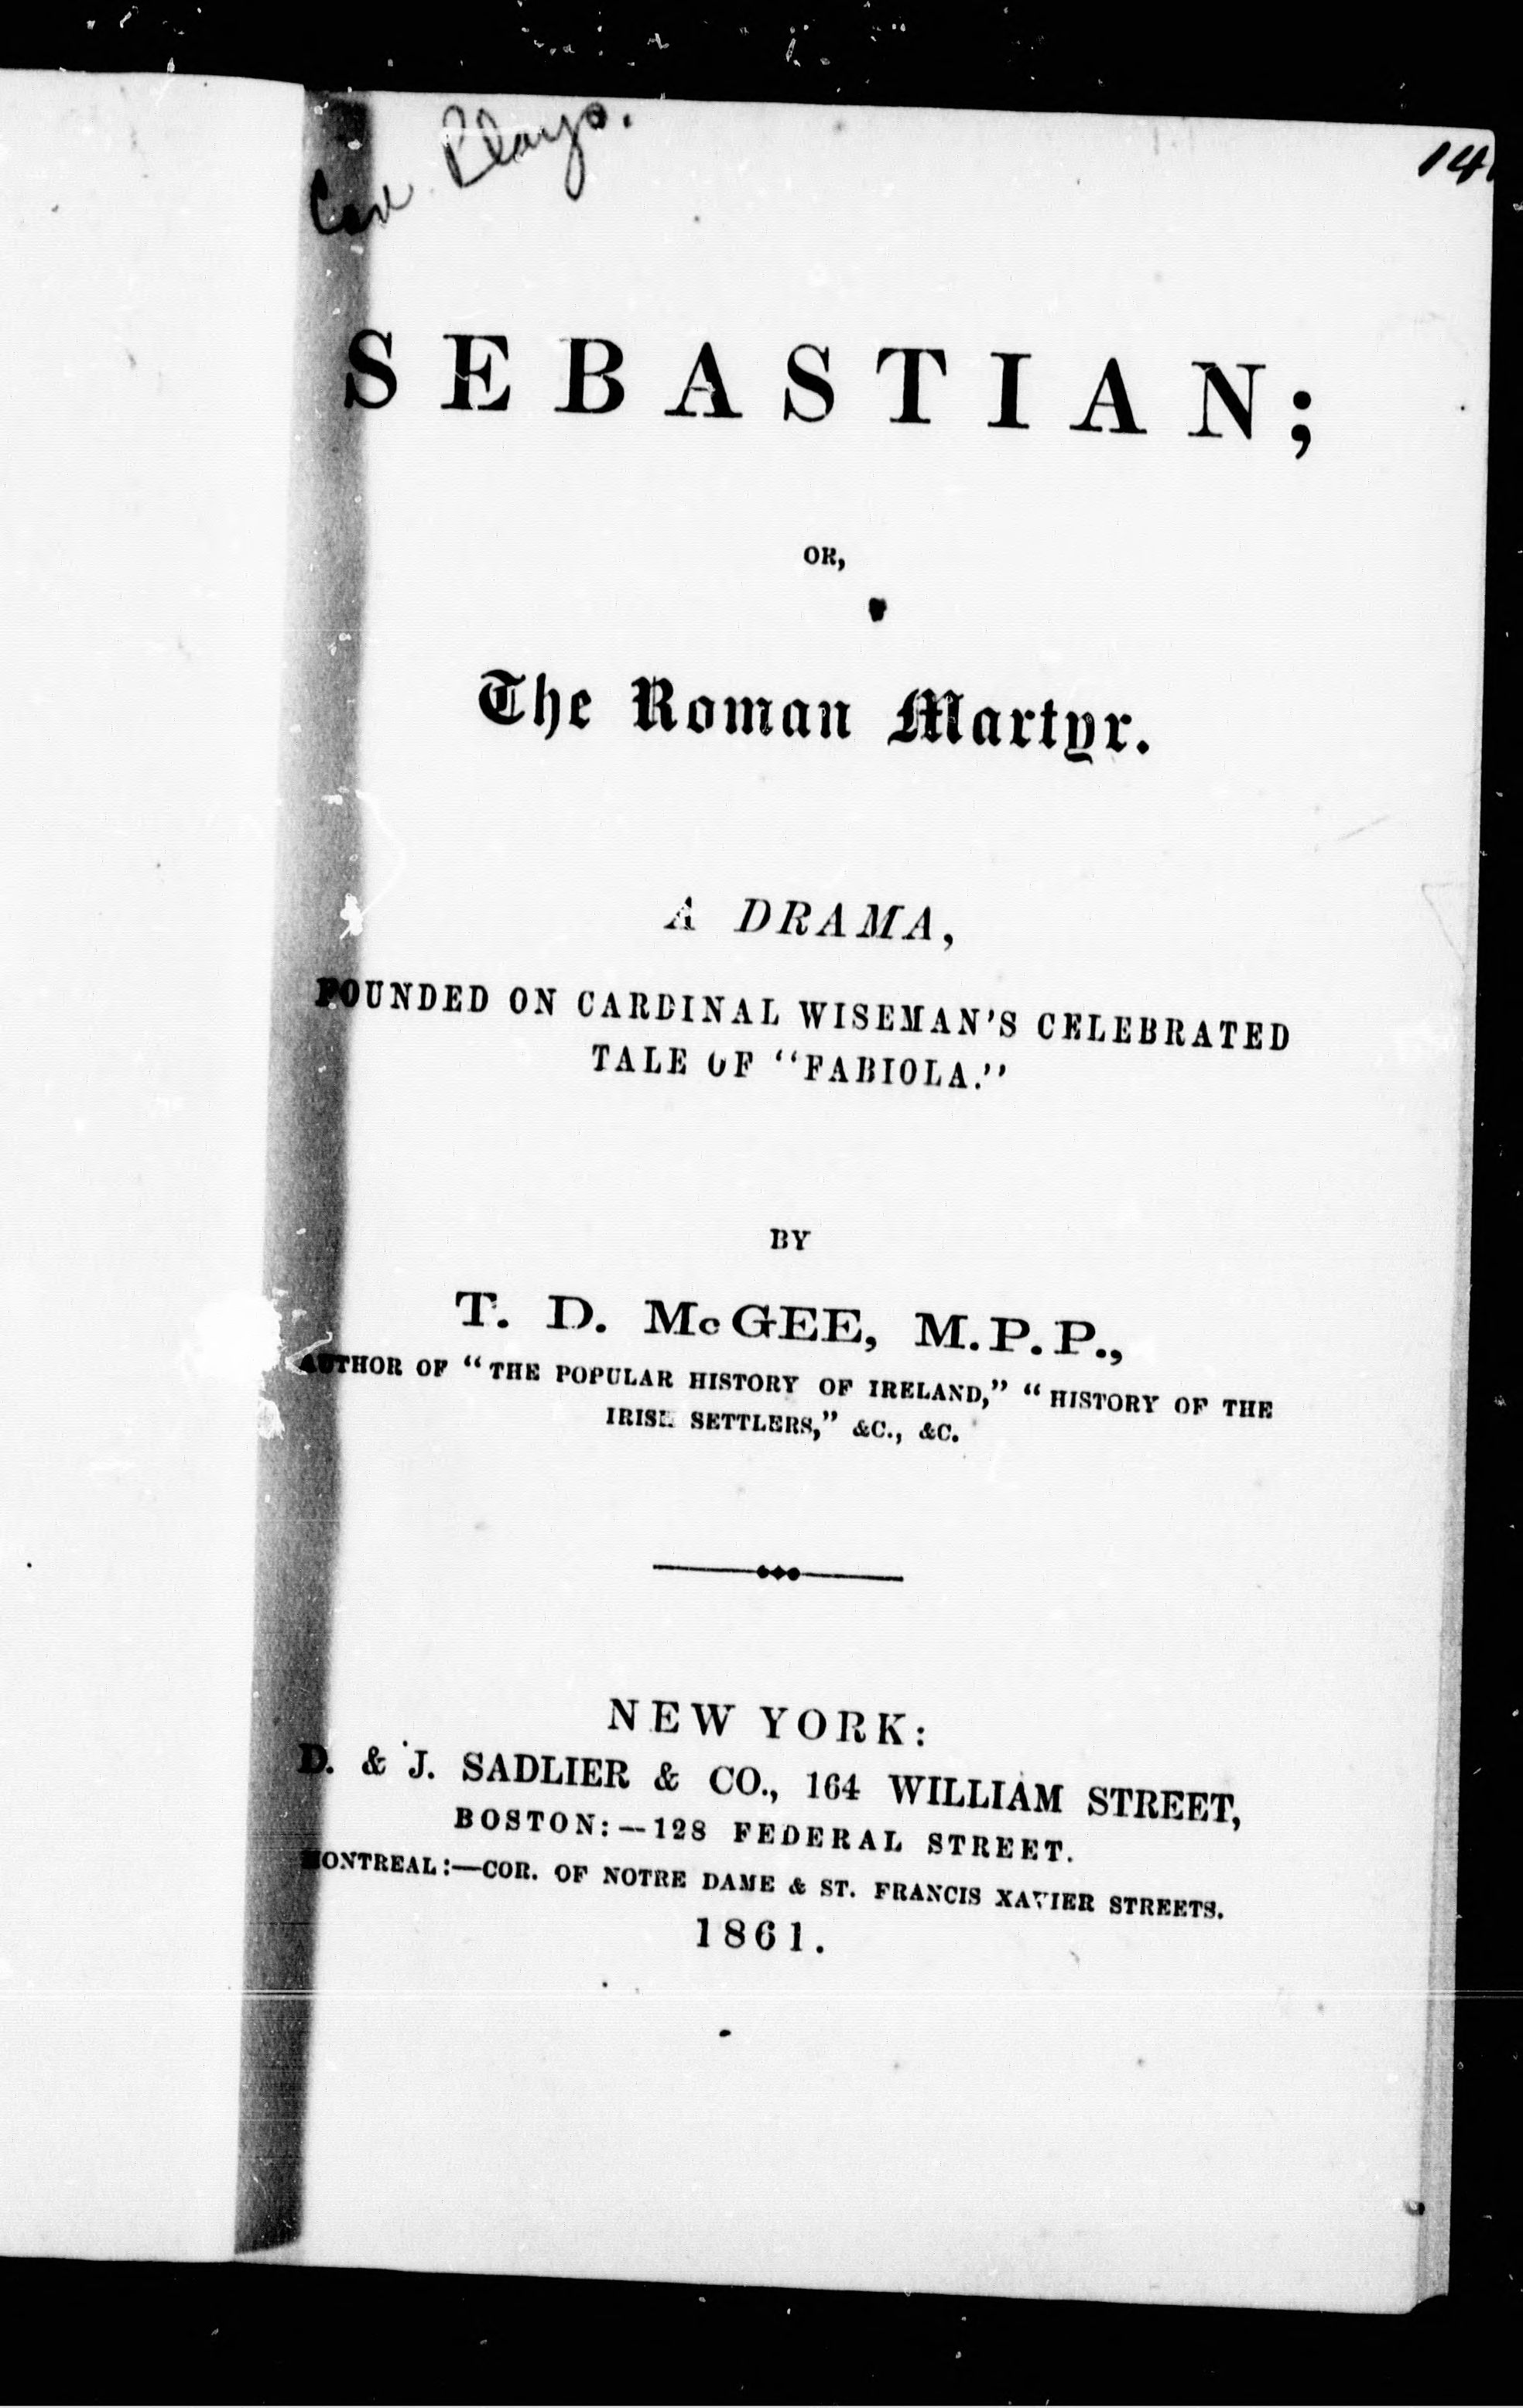 Can Plays.
14
SEBASTIAN;
OR,
The Roman Martyr.
A DRAMA,
FOUNDED ON CARDINAL WISEMAN'S CELEBRATED
TALE OF "FABIOLA."
BY
T. D. McGEE, M.P.P.,
AUTHOR OF "THE POPULAR HISTORY OF IRELAND," "HISTORY OF THE
IRISH SETTLERS," &C., &C.
NEW YORK:
D. & J. SADLIER & CO., 164 WILLIAM STREET,
BOSTON:—128 FEDERAL STREET.
MONTREAL:—COR. OF NOTRE DAME & ST. FRANCIS XAVIER STREETS.
1861.